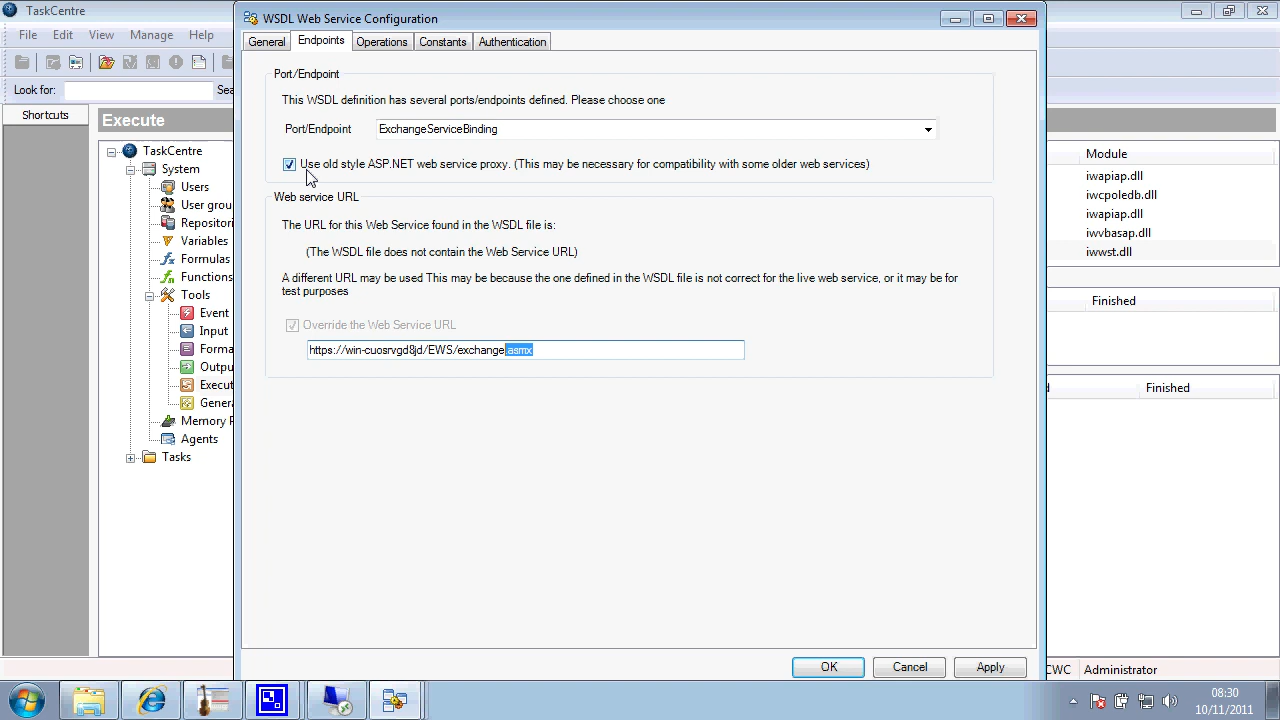 TaskCentre
WSDL Web Service Configuration
File Edit View Manage Help
General Endpoints Operations Constants Authentication
Look for:
Shortcuts
Execute
TaskCentre
System
Users
User grou
Repositori
Variables
Formulas
Functions
Tools
Event
Input
Forma
Outpu
Execut
Genera
Memory P
Agents
Tasks
Port/Endpoint
This WSDL definition has several ports/endpoints defined. Please choose one
Port/Endpoint ExchangeServiceBinding
Use old style ASP.NET web service proxy. (This may be necessary for compatibility with some older web services)
Web service URL
The URL for this Web Service found in the WSDL file is:
(The WSDL file does not contain the Web Service URL)
A different URL may be used This may be because the one defined in the WSDL file is not correct for the live web service, or it may be for
test purposes
Override the Web Service URL
https://win-cuosrvgd8jd/EWS/exchange.asmx
OK Cancel Apply
Module
iwapiap.dll
iwcpoledb.dll
iwapiap.dll
iwvbasap.dll
iwwst.dll
Finished
Finished
CWC Administrator
08:30
10/11/2011